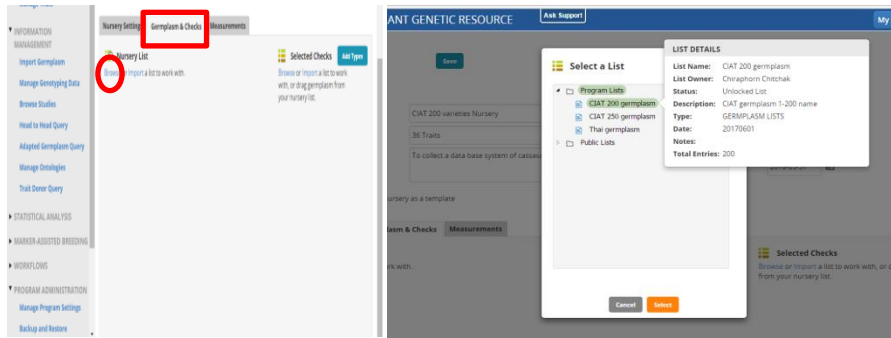 INFORMATION
MANAGEMENT
Import Germplasm
Manage Genotyping Data
Browse Studies
Head to Head Query
Adapted Germplasm Query
Manage Ontologies
Trait Donor Query
STATISTICAL ANALYSIS
MARKER-ASSISTED BREEDING
WORKFLOWS
PROGRAM ADMINISTRATION
Manage Program Settings
Backup and Restore
Nursery Settings
Germplasm & Checks
Measurements
Nursery List
Browse or Import a list to work with.
Selected Checks
Add Types
Browse or Import a list to work
with, or drag germplasm from
your nursery list.
ANT GENETIC RESOURCE
Ask Support
My
Save
CIAT 200 varieties Nursery
36 Traits
To collect a data base system of cassav
ursery as a template
lasm & Checks
Measurements
rk with.
Select a List
Program Lists
CIAT 200 germplasm
CIAT 250 germplasm
Thai germplasm
Public Lists
Cancel
Select
LIST DETAILS
List Name: CIAT 200 germplasm
List Owner: Chiraphorn Chitchak
Status: Unlocked List
Description: CIAT germplasm 1-200 name
Type: GERMPLASM LISTS
Date: 20170601
Notes:
Total Entries: 200
Selected Checks
Browse or Import a list to work with, or d
from your nursery list.